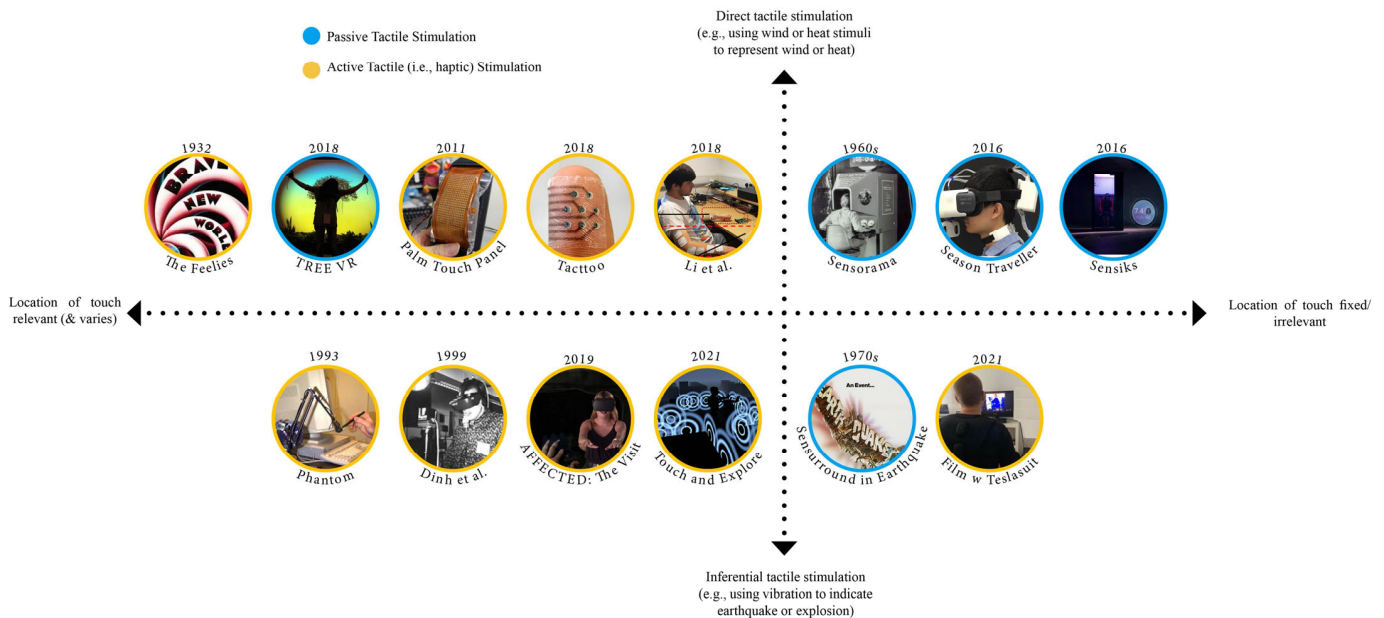 Direct tactile stimulation
(e.g., using wind or heat stimuli
to represent wind or heat)
Passive Tactile Stimulation
Active Tactile (i.e., haptic) Stimulation
1932
2018
2011
2018
2018
1960s
2016
2016
BRAVE
NEW
WORLD
The Feelies
TREE VR
Palm Touch Panel
Tacttoo
Li et al.
Sensorama
Season Traveller
Sensiks
Location of touch
relevant (& varies)
Location of touch fixed/
irrelevant
1993
1999
2019
2021
1970s
2021
An Event...
EARTHQUAKE
Phantom
Dinh et al.
AFFECTED: The Visit
Touch and Explore
Sensurround in Earthquake
Film w Teslasuit
Inferential tactile stimulation
(e.g., using vibration to indicate
earthquake or explosion)